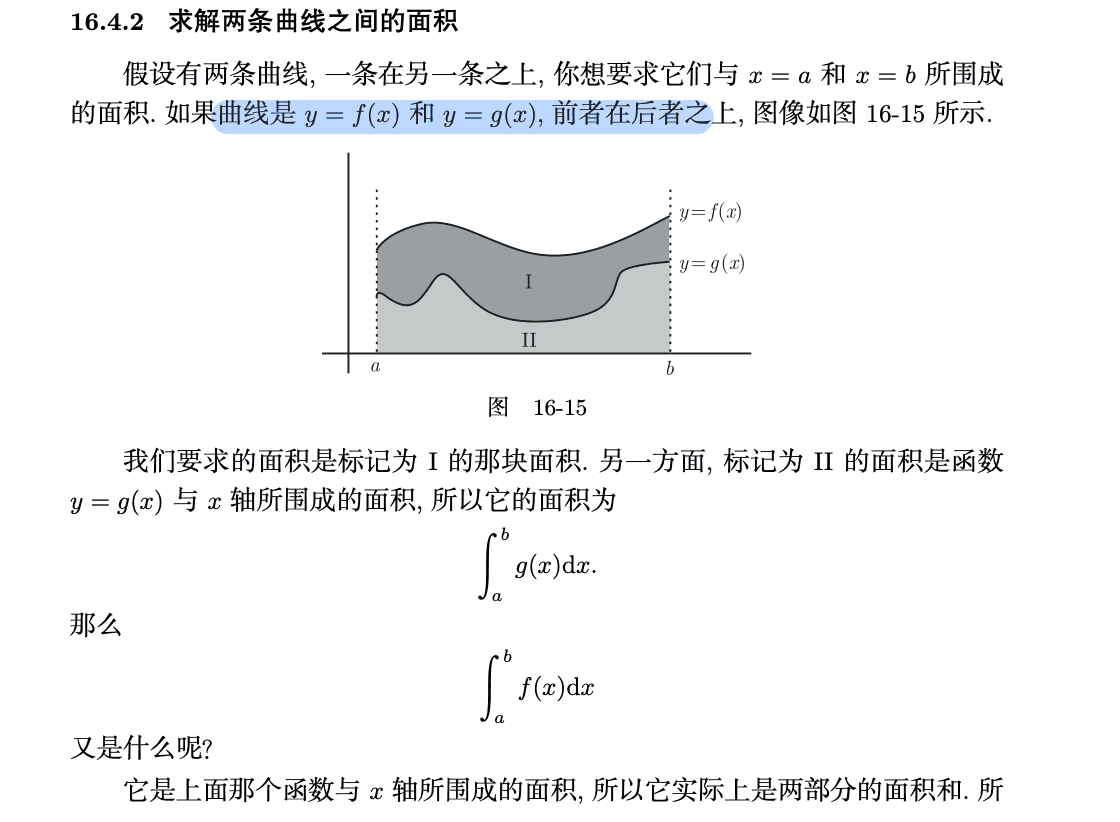 16.4.2 求解两条曲线之间的面积
假设有两条曲线, 一条在另一条之上, 你想要求它们与 x = a 和 x = b 所围成
的面积. 如果曲线是 y = f(x) 和 y = g(x), 前者在后者之上, 图像如图 16-15 所示.
y=f(x)
y=g(x)
I
II
a
b
图 16-15
我们要求的面积是标记为 I 的那块面积. 另一方面, 标记为 II 的面积是函数
y = g(x) 与 x 轴所围成的面积, 所以它的面积为
∫_a^b g(x)dx.
那么
∫_a^b f(x)dx
又是什么呢?
它是上面那个函数与 x 轴所围成的面积, 所以它实际上是两部分的面积和. 所